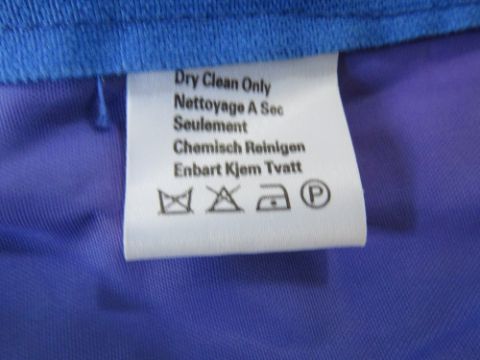 Dry Clean Only
Nettoyage A Sec
Seulement
Chemisch Reinigen
Enbart Kjem Tvatt
P